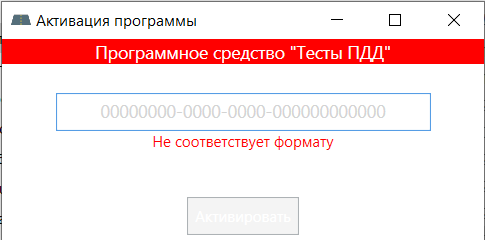 Активация программы
Программное средство "Тесты ПДД"
00000000-0000-0000-000000000000
Не соответствует формату
Активировать